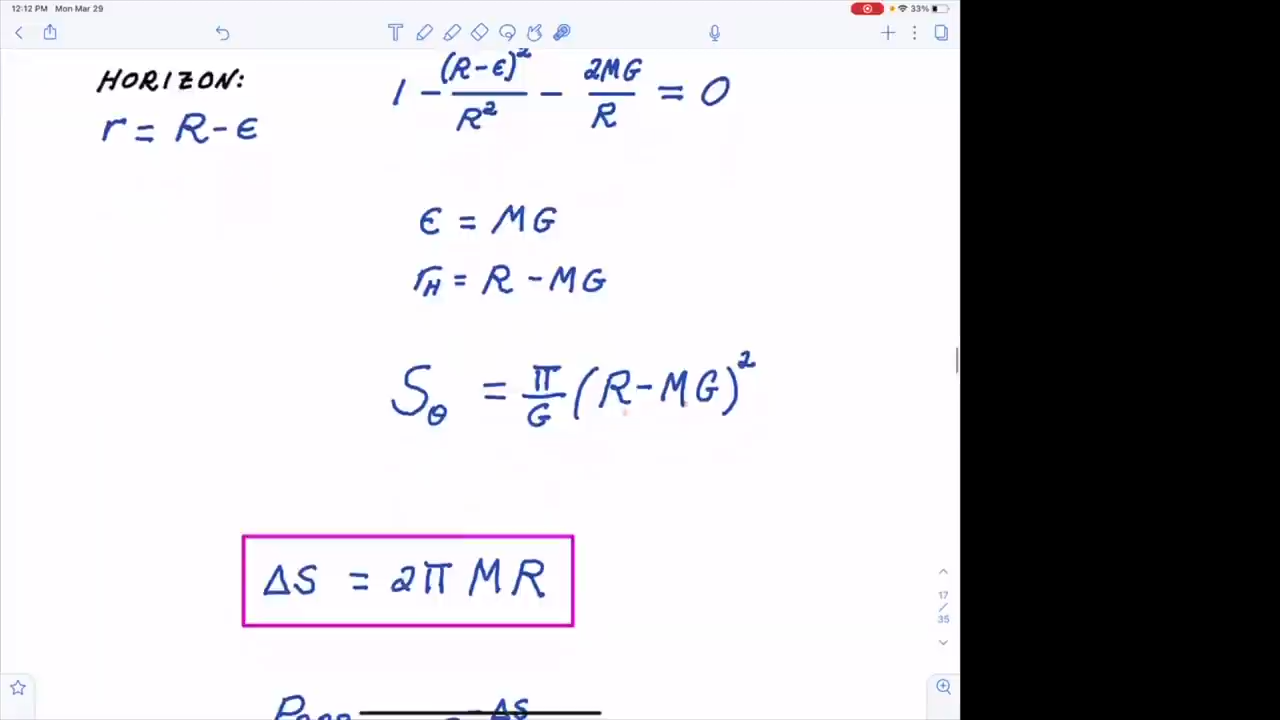 12:12 PM Mon Mar 29
33%
T
HORIZON:
1 - (R-ϵ)²/R² - 2MG/R = 0
r = R-ϵ
ϵ = MG
r_H = R - MG
S_θ = π/G (R-MG)²
ΔS = 2π MR
17
/
35
-ΔS